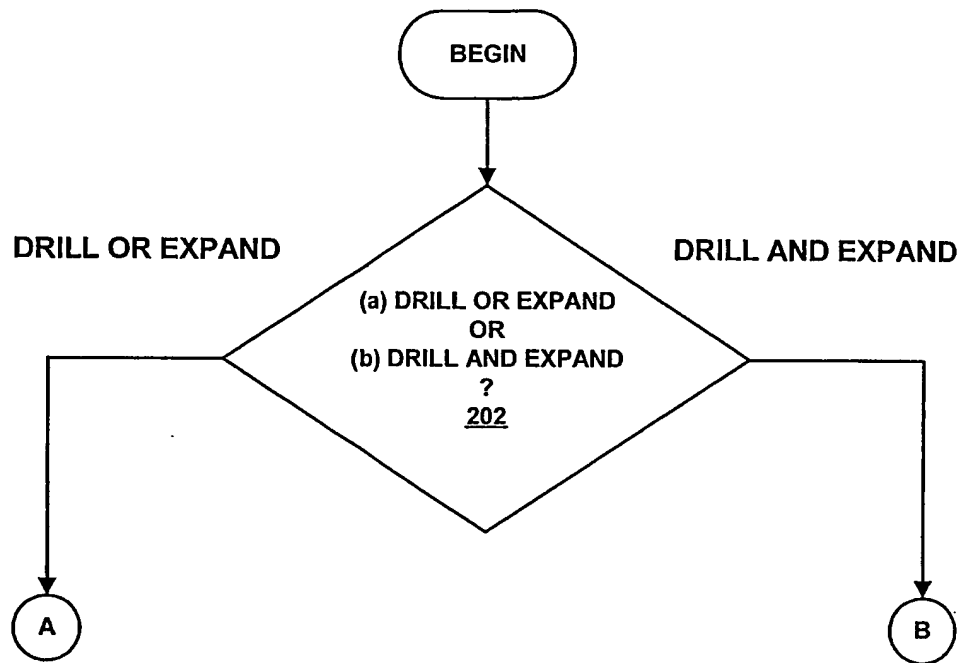 BEGIN
DRILL OR EXPAND
DRILL AND EXPAND
(a) DRILL OR EXPAND
OR
(b) DRILL AND EXPAND
?
202
A
B